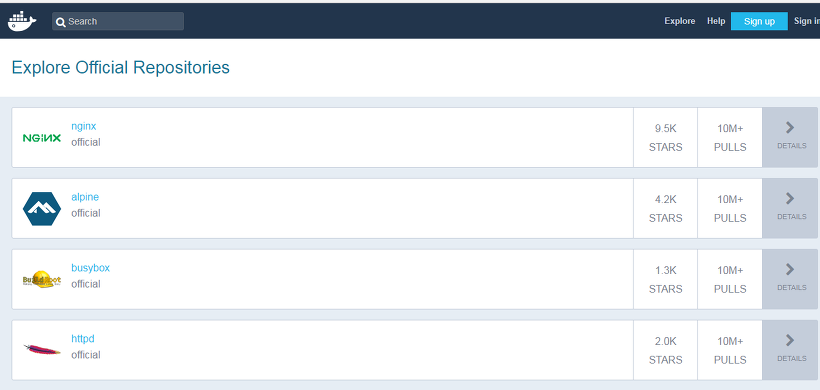 Search
Explore Help Sign up Sign in
Explore Official Repositories
NGINX
nginx
official
9.5K
STARS
10M+
PULLS
DETAILS
alpine
official
4.2K
STARS
10M+
PULLS
DETAILS
busybox
official
1.3K
STARS
10M+
PULLS
DETAILS
httpd
official
2.0K
STARS
10M+
PULLS
DETAILS